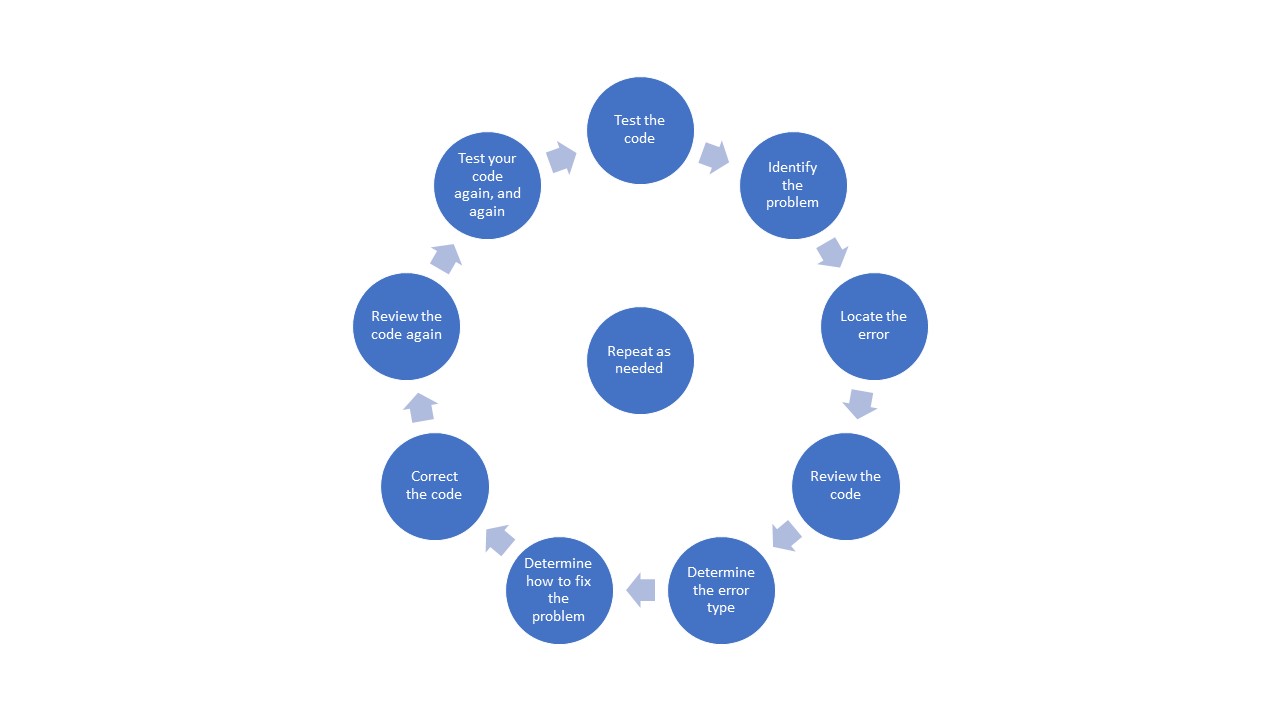 Test the
code
Identify
the
problem
Locate the
error
Review the
code
Determine
the error
type
Determine
how to fix
the
problem
Correct
the code
Review the
code again
Test your
code
again, and
again
Repeat as
needed